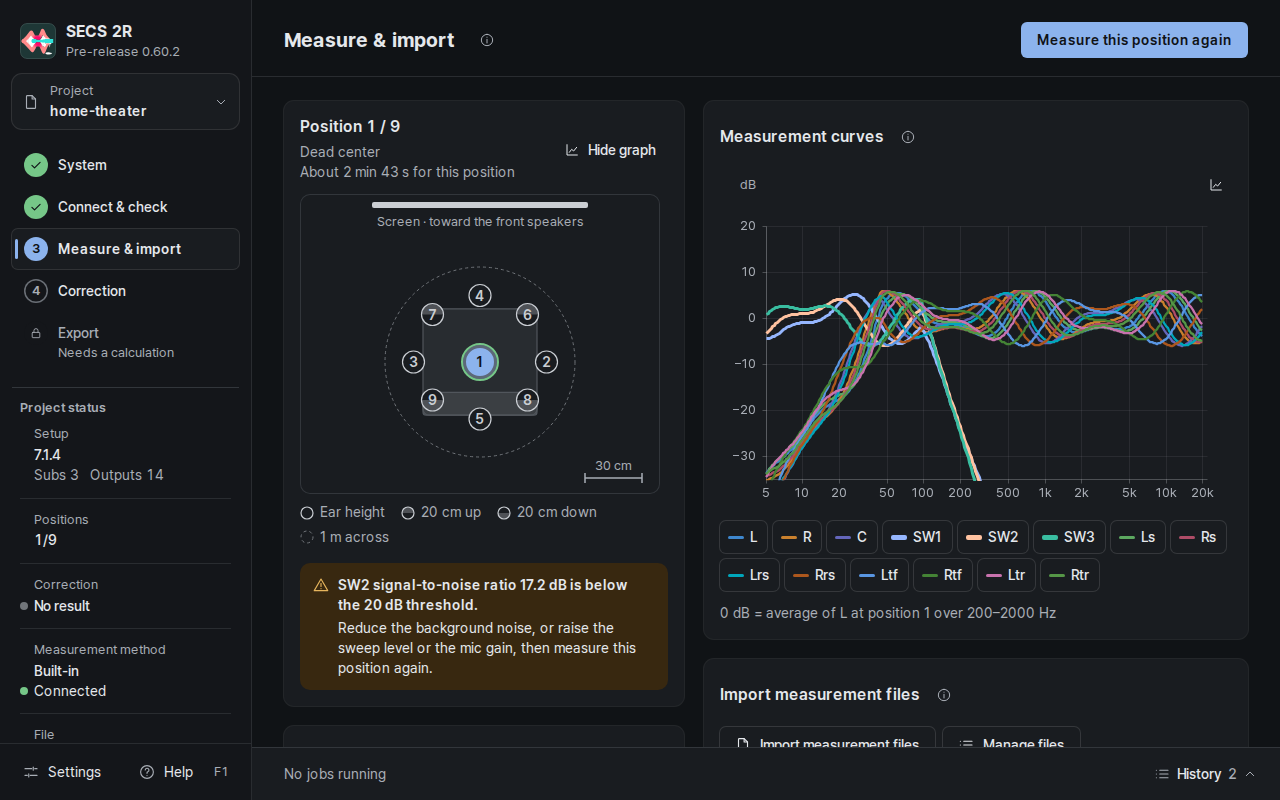 SECS 2R
Pre-release 0.60.2
Project
home-theater
System
Connect & check
3 Measure & import
4 Correction
Export
Needs a calculation
Project status
Setup
7.1.4
Subs 3 Outputs 14
Positions
1/9
Correction
No result
Measurement method
Built-in
Connected
File
Settings
Help F1
Measure & import
Measure this position again
Position 1 / 9
Dead center
About 2 min 43 s for this position
Hide graph
Screen · toward the front speakers
4
7 6
3 1 2
9 8
5
30 cm
Ear height 20 cm up 20 cm down
1 m across
SW2 signal-to-noise ratio 17.2 dB is below
the 20 dB threshold.
Reduce the background noise, or raise the
sweep level or the mic gain, then measure this
position again.
Measurement curves
dB
20
10
0
−10
−20
−30
5 10 20 50 100 200 500 1k 2k 5k 10k 20k
L R C SW1 SW2 SW3 Ls Rs
Lrs Rrs Ltf Rtf Ltr Rtr
0 dB = average of L at position 1 over 200–2000 Hz
Import measurement files
Import measurement files Manage files
No jobs running
History 2